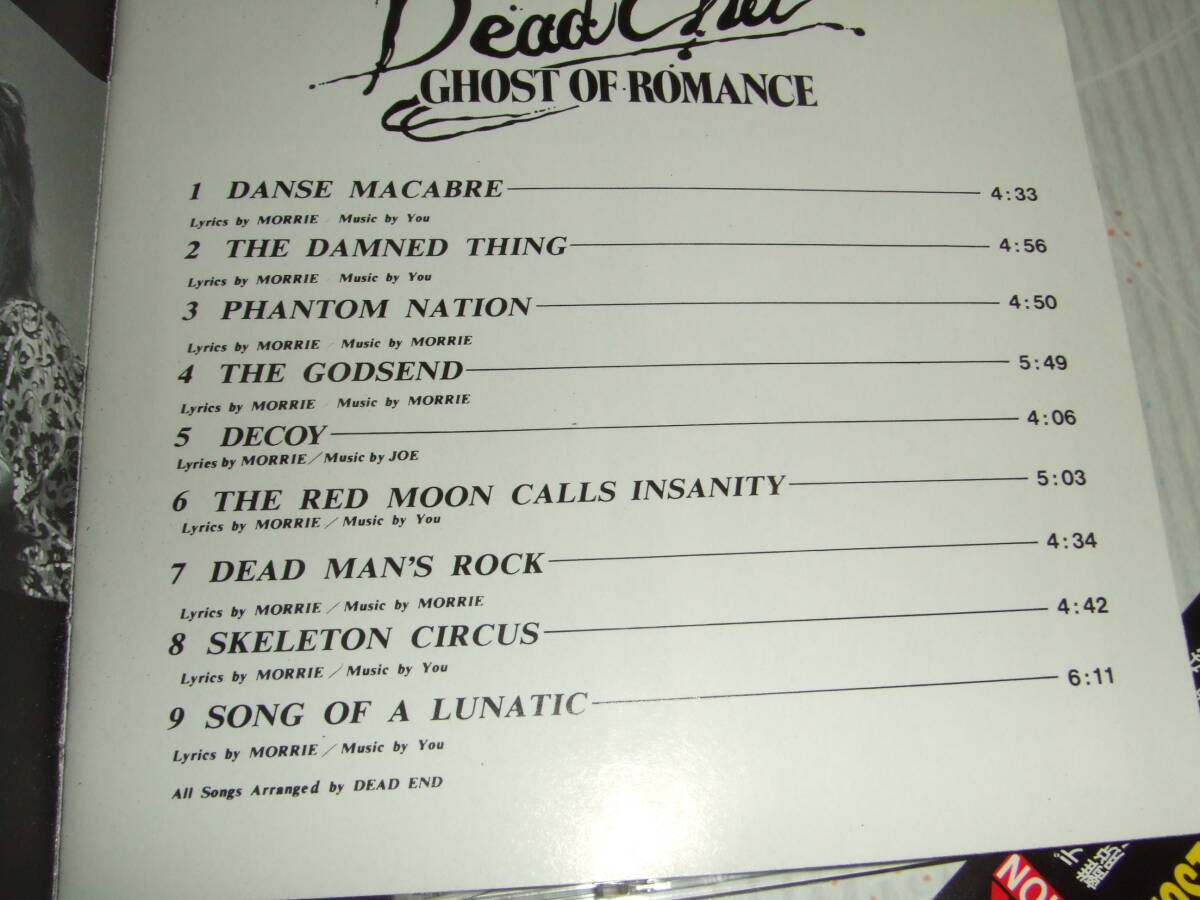 Dead End
GHOST OF ROMANCE
1 DANSE MACABRE 4:33
Lyrics by MORRIE Music by You
2 THE DAMNED THING 4:56
Lyrics by MORRIE Music by You
3 PHANTOM NATION 4:50
Lyrics by MORRIE / Music by MORRIE
4 THE GODSEND 5:49
Lyrics by MORRIE Music by MORRIE
5 DECOY 4:06
Lyries by MORRIE/Music by JOE
6 THE RED MOON CALLS INSANITY 5:03
Lyrics by MORRIE/Music by You
7 DEAD MAN'S ROCK 4:34
Lyrics by MORRIE/Music by MORRIE
8 SKELETON CIRCUS 4:42
Lyrics by MORRIE/Music by You
9 SONG OF A LUNATIC 6:11
Lyrics by MORRIE/Music by You
All Songs Arranged by DEAD END